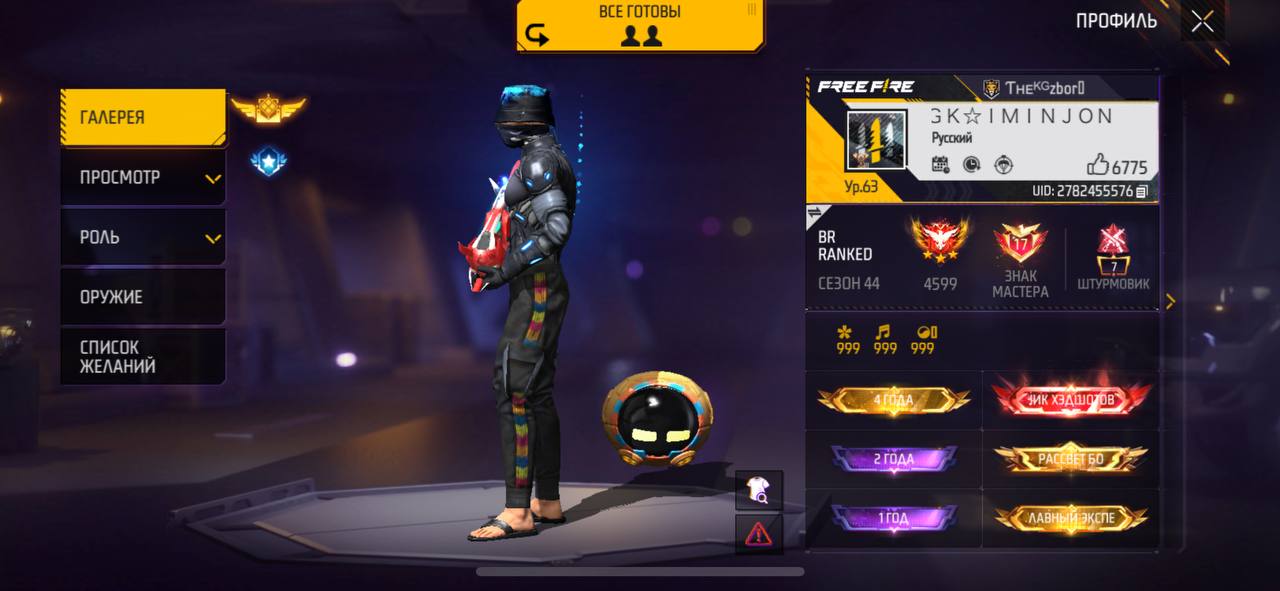 ВСЕ ГОТОВЫ
ПРОФИЛЬ
ГАЛЕРЕЯ
ПРОСМОТР
РОЛЬ
ОРУЖИЕ
СПИСОК
ЖЕЛАНИЙ
FREE FIRE
THEᴷᴳzbor
GK☆IMINJON
Русский
6775
Ур.63
UID: 2782455576
BR
RANKED
СЕЗОН 44
4599
17
ЗНАК
МАСТЕРА
7
ШТУРМОВИК
999
999
999
4 ГОДА
ЧИК ХЭДШОТОВ
2 ГОДА
РАССВЕТ БО
1 ГОД
ЛАВНЫЙ ЭКСПЕ